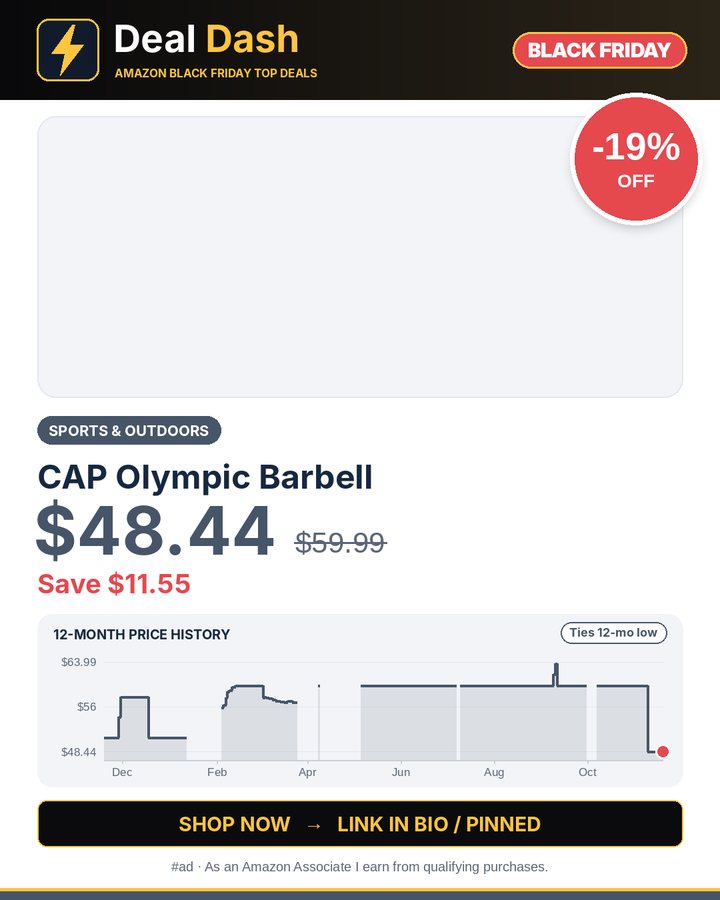 Deal Dash
AMAZON BLACK FRIDAY TOP DEALS
BLACK FRIDAY
-19%
OFF
SPORTS & OUTDOORS
CAP Olympic Barbell
$48.44 $59.99
Save $11.55
12-MONTH PRICE HISTORY
Ties 12-mo low
$63.99
$56
$48.44
Dec Feb Apr Jun Aug Oct
SHOP NOW → LINK IN BIO / PINNED
#ad · As an Amazon Associate I earn from qualifying purchases.